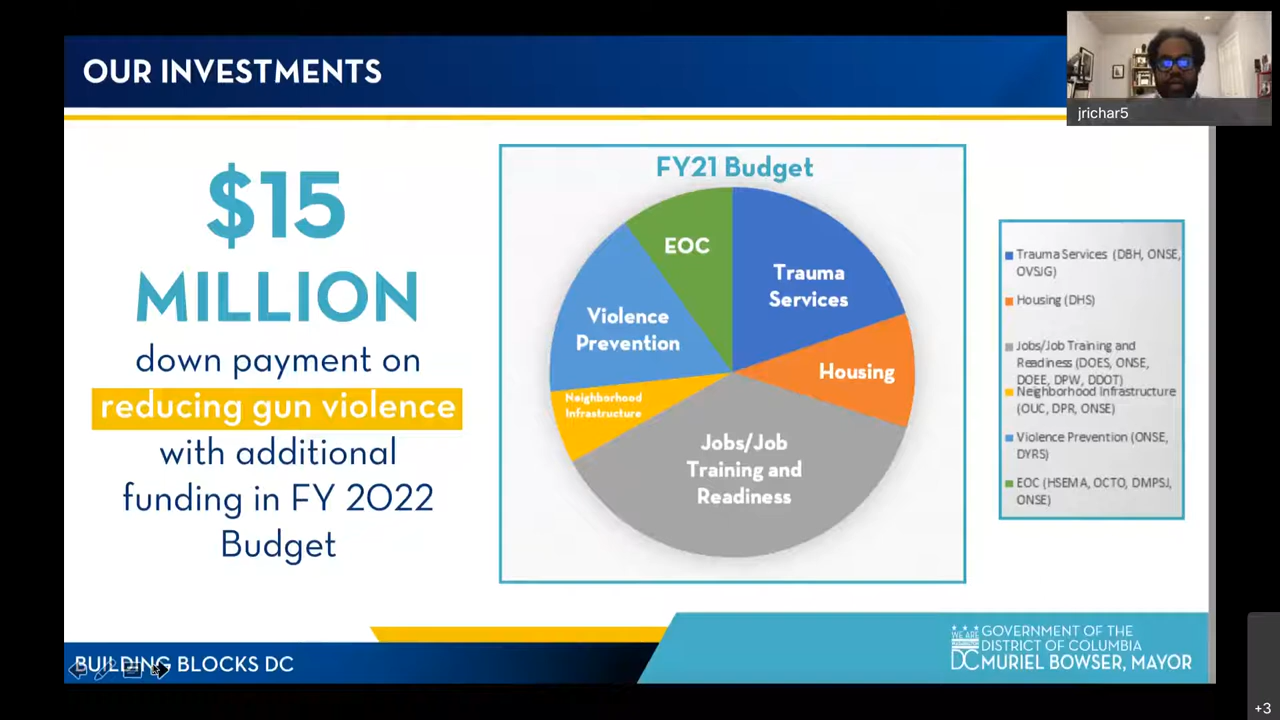 OUR INVESTMENTS
jrichar5
$15
MILLION
down payment on
reducing gun violence
with additional
funding in FY 2022
Budget
FY21 Budget
EOC
Trauma
Services
Violence
Prevention
Housing
Neighborhood
Infrastructure
Jobs/Job
Training and
Readiness
Trauma Services (DBH, ONSE,
OVSJG)
Housing (DHS)
Jobs/Job Training and
Readiness (DOES, ONSE,
DOEE, DPW, DDOT)
Neighborhood Infrastructure
(OUC, DPR, ONSE)
Violence Prevention (ONSE,
DYRS)
EOC (HSEMA, OCTO, DMPSJ,
ONSE)
BUILDING BLOCKS DC
WE ARE
WASHINGTON
DC
GOVERNMENT OF THE
DISTRICT OF COLUMBIA
MURIEL BOWSER, MAYOR
+3